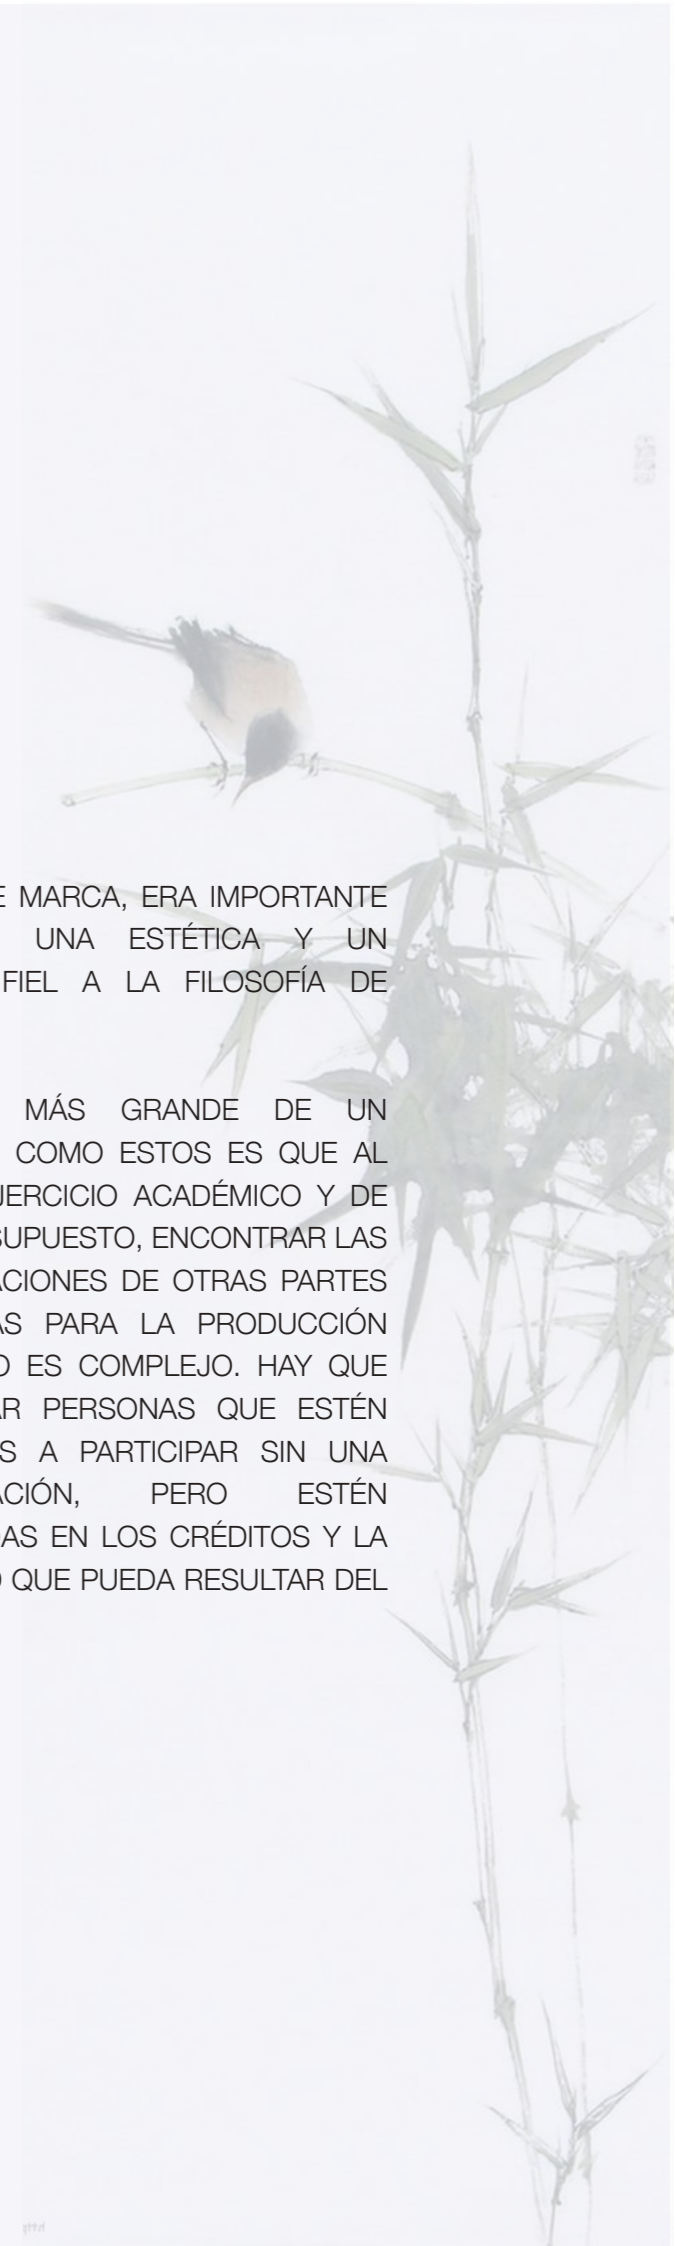 E MARCA, ERA IMPORTANTE
UNA ESTÉTICA Y UN
FIEL A LA FILOSOFÍA DE
MÁS GRANDE DE UN
COMO ESTOS ES QUE AL
JERCICIO ACADÉMICO Y DE
SUPUESTO, ENCONTRAR LAS
ACIONES DE OTRAS PARTES
AS PARA LA PRODUCCIÓN
O ES COMPLEJO. HAY QUE
AR PERSONAS QUE ESTÉN
S A PARTICIPAR SIN UNA
ACIÓN, PERO ESTÉN
DAS EN LOS CRÉDITOS Y LA
O QUE PUEDA RESULTAR DEL